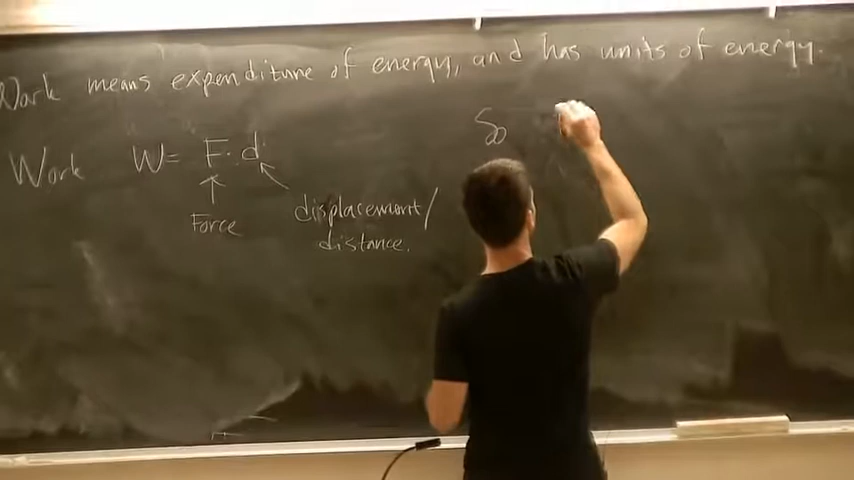 Work means expenditure of energy, and has units of energy.
So
Work W = F · d
Force
displacement/
distance.